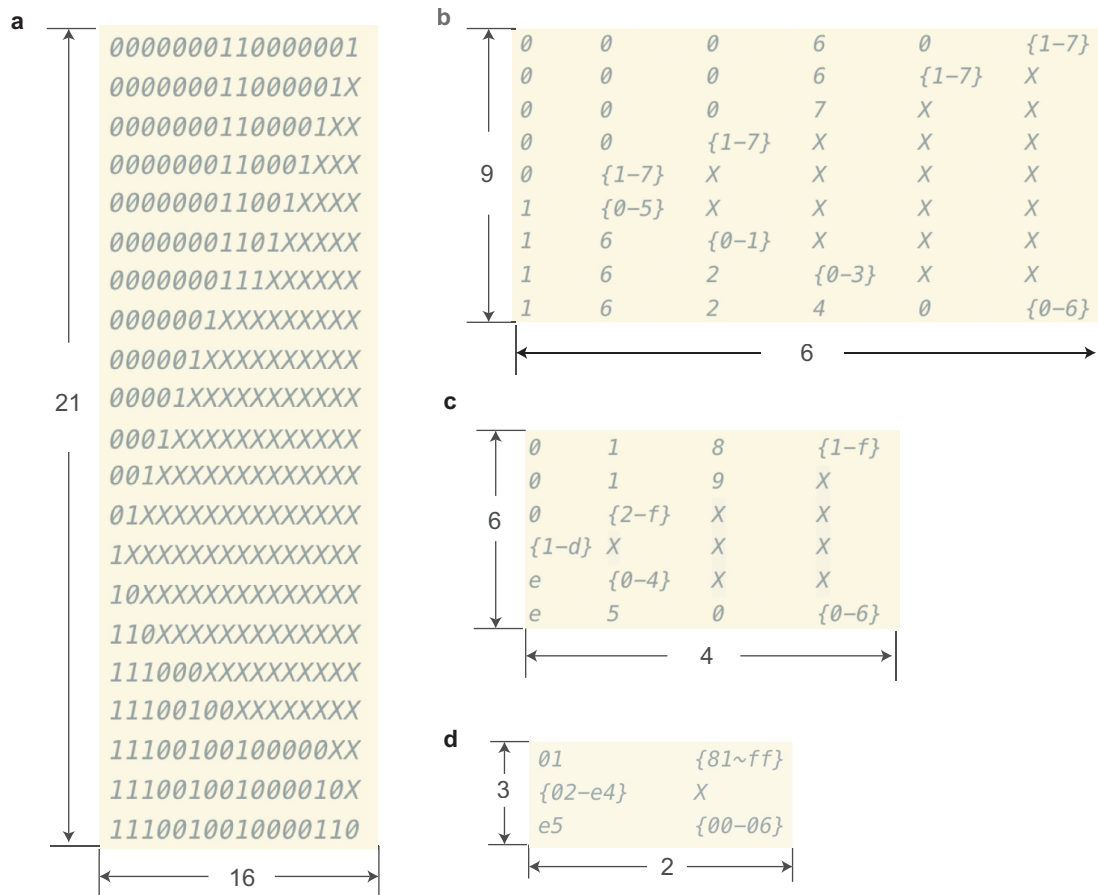 a
0000000110000001
000000011000001X
00000001100001XX
0000000110001XXX
000000011001XXXX
00000001101XXXXX
0000000111XXXXXX
0000001XXXXXXXXX
000001XXXXXXXXXX
00001XXXXXXXXXXX
0001XXXXXXXXXXXX
001XXXXXXXXXXXXX
01XXXXXXXXXXXXXX
1XXXXXXXXXXXXXXX
10XXXXXXXXXXXXXX
110XXXXXXXXXXXXX
111000XXXXXXXXXX
11100100XXXXXXXX
11100100100000XX
111001001000010X
1110010010000110
21
16
b
0 0 0 6 0 {1-7}
0 0 0 6 {1-7} X
0 0 0 7 X X
0 0 {1-7} X X X
0 {1-7} X X X X
1 {0-5} X X X X
1 6 {0-1} X X X
1 6 2 {0-3} X X
1 6 2 4 0 {0-6}
9
6
c
0 1 8 {1-f}
0 1 9 X
0 {2-f} X X
{1-d} X X X
e {0-4} X X
e 5 0 {0-6}
6
4
d
01 {81~ff}
{02-e4} X
e5 {00-06}
3
2